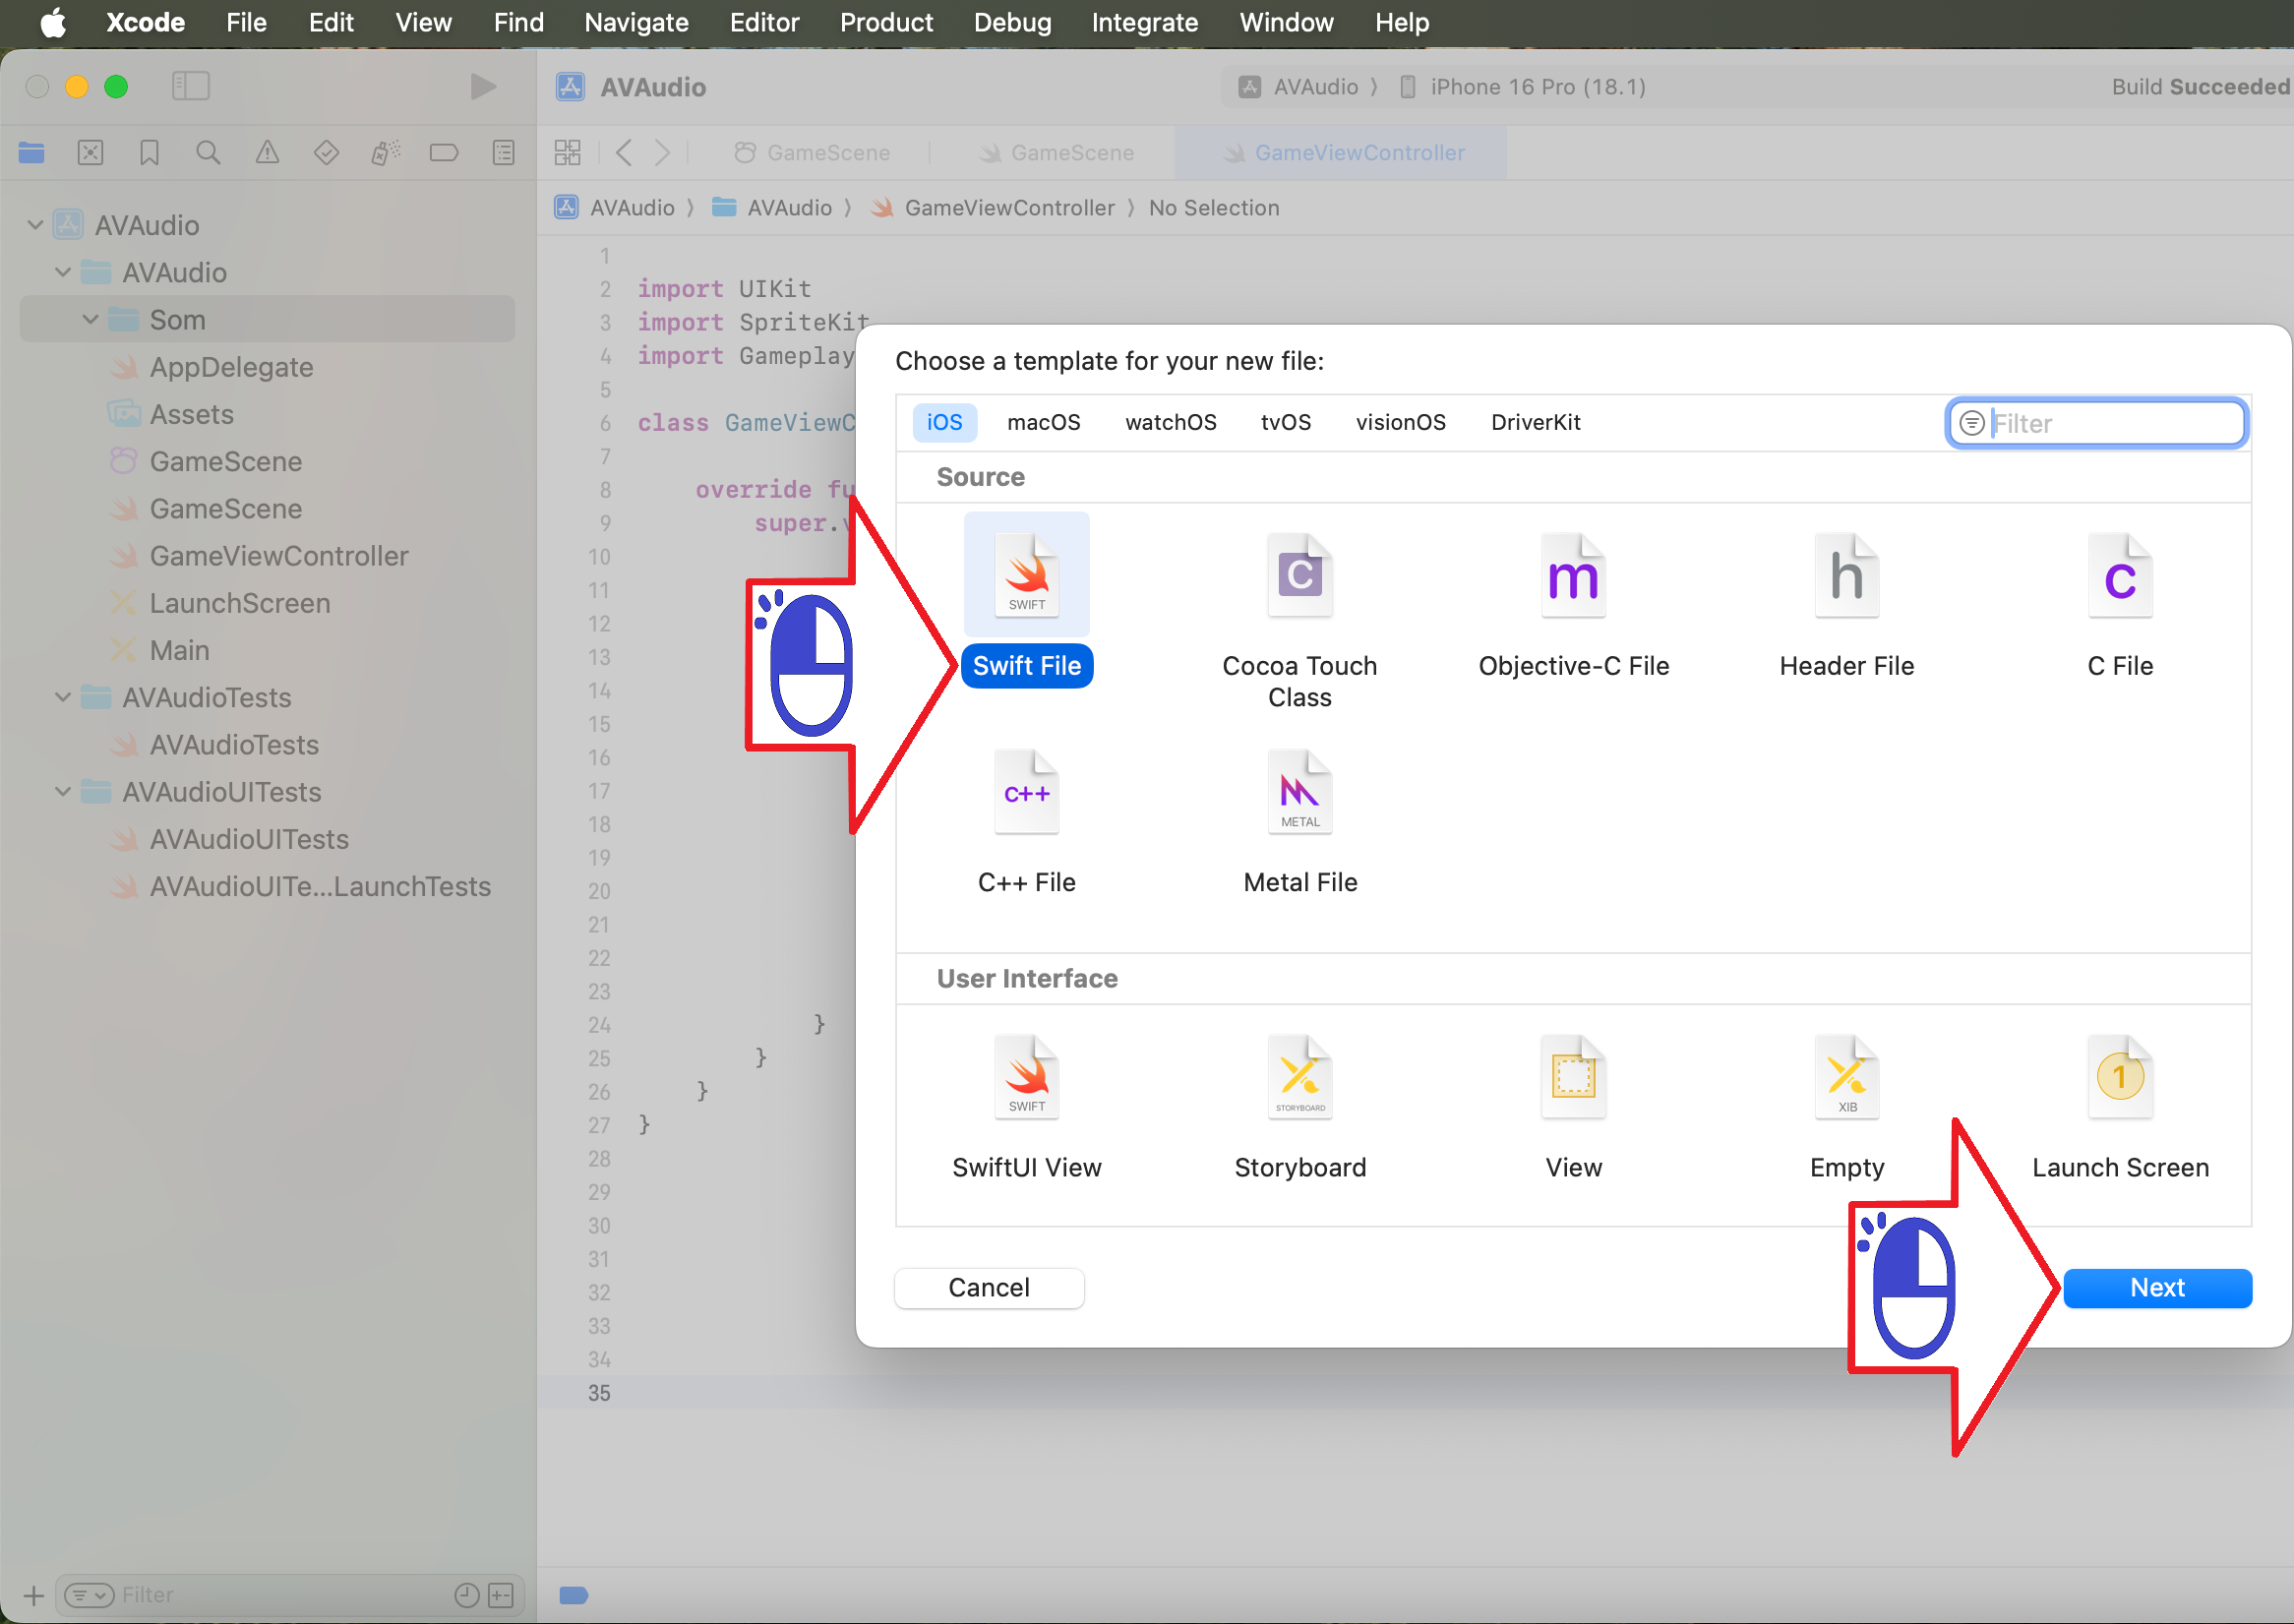 Xcode File Edit View Find Navigate Editor Product Debug Integrate Window Help
AVAudio
AVAudio iPhone 16 Pro (18.1)
Build Succeeded
GameScene GameScene GameViewController
AVAudio AVAudio GameViewController No Selection
AVAudio
AVAudio
Som
AppDelegate
Assets
GameScene
GameScene
GameViewController
LaunchScreen
Main
AVAudioTests
AVAudioTests
AVAudioUITests
AVAudioUITests
AVAudioUITe...LaunchTests
Filter
1
2 import UIKit
3 import SpriteKit
4 import Gameplay
5
6 class GameViewC
7
8 override fu
9 super.v
10
11
12
13
14
15
16
17
18
19
20
21
22
23
24 }
25 }
26 }
27 }
28
29
30
31
32
33
34
35
Choose a template for your new file:
iOS macOS watchOS tvOS visionOS DriverKit
Filter
Source
SWIFT
C
m
h
C
Swift File
Cocoa Touch
Class
Objective-C File
Header File
C File
C++
METAL
C++ File
Metal File
User Interface
SWIFT
STORYBOARD
XIB
1
SwiftUI View
Storyboard
View
Empty
Launch Screen
Cancel
Next